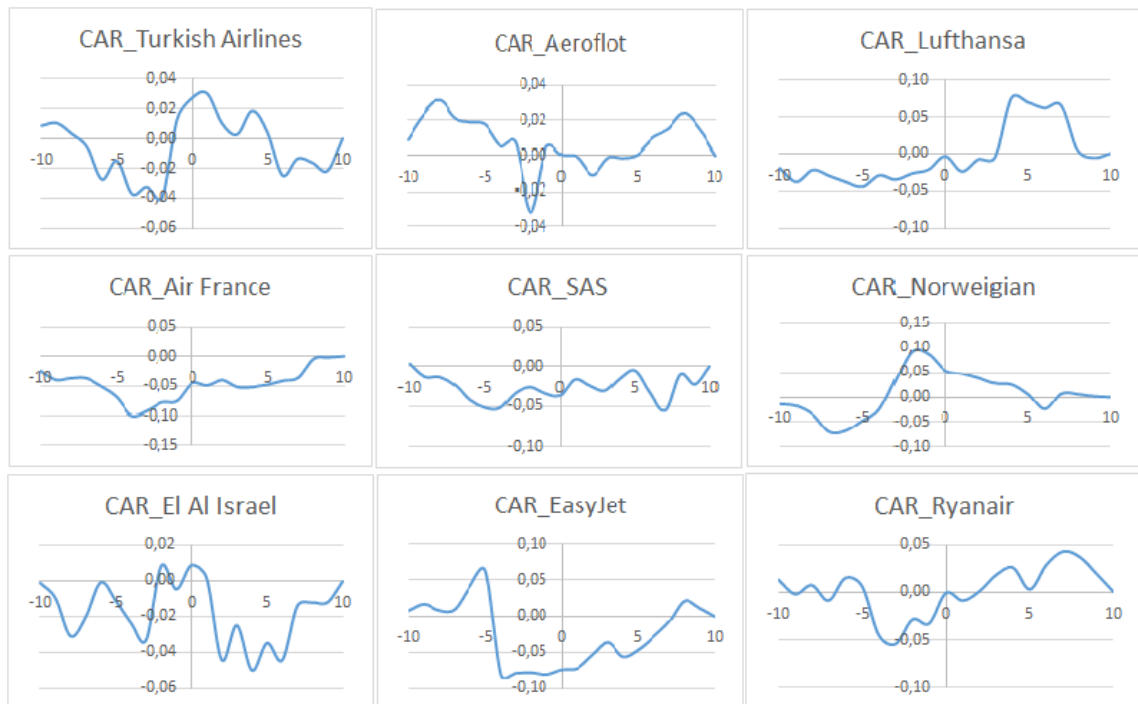 CAR_Turkish Airlines
0,04
0,02
0,00
-10 -5 0 5 10
-0,02
-0,04
-0,06
CAR_Aeroflot
0,04
0,02
0,00
-10 -5 0 5 10
-0,02
-0,04
CAR_Lufthansa
0,10
0,05
0,00
-10 -5 0 5 10
-0,05
-0,10
CAR_Air France
0,05
0,00
-10 -5 0 5 10
-0,05
-0,10
-0,15
CAR_SAS
0,05
0,00
-10 -5 0 5 10
-0,05
-0,10
CAR_Norweigian
0,15
0,10
0,05
0,00
-10 -5 0 5 10
-0,05
-0,10
CAR_El Al Israel
0,02
0,00
-10 -5 0 5 10
-0,02
-0,04
-0,06
CAR_EasyJet
0,10
0,05
0,00
-10 -5 0 5 10
-0,05
-0,10
CAR_Ryanair
0,05
0,00
-10 -5 0 5 10
-0,05
-0,10